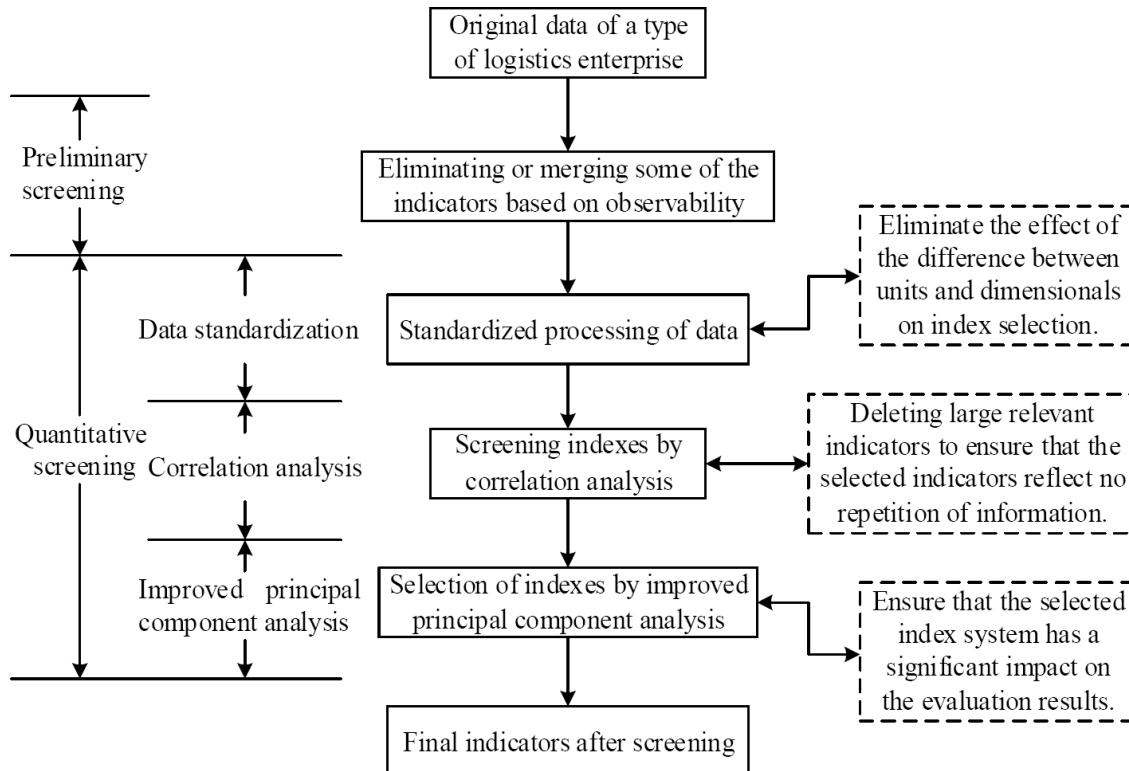 Original data of a type
of logistics enterprise
Preliminary
screening
Eliminating or merging some of the
indicators based on observability
Eliminate the effect of
the difference between
units and dimensionals
on index selection.
Data standardization
Standardized processing of data
Quantitative
screening
Correlation analysis
Screening indexes by
correlation analysis
Deleting large relevant
indicators to ensure that the
selected indicators reflect no
repetition of information.
Improved principal
component analysis
Selection of indexes by improved
principal component analysis
Ensure that the selected
index system has a
significant impact on
the evaluation results.
Final indicators after screening